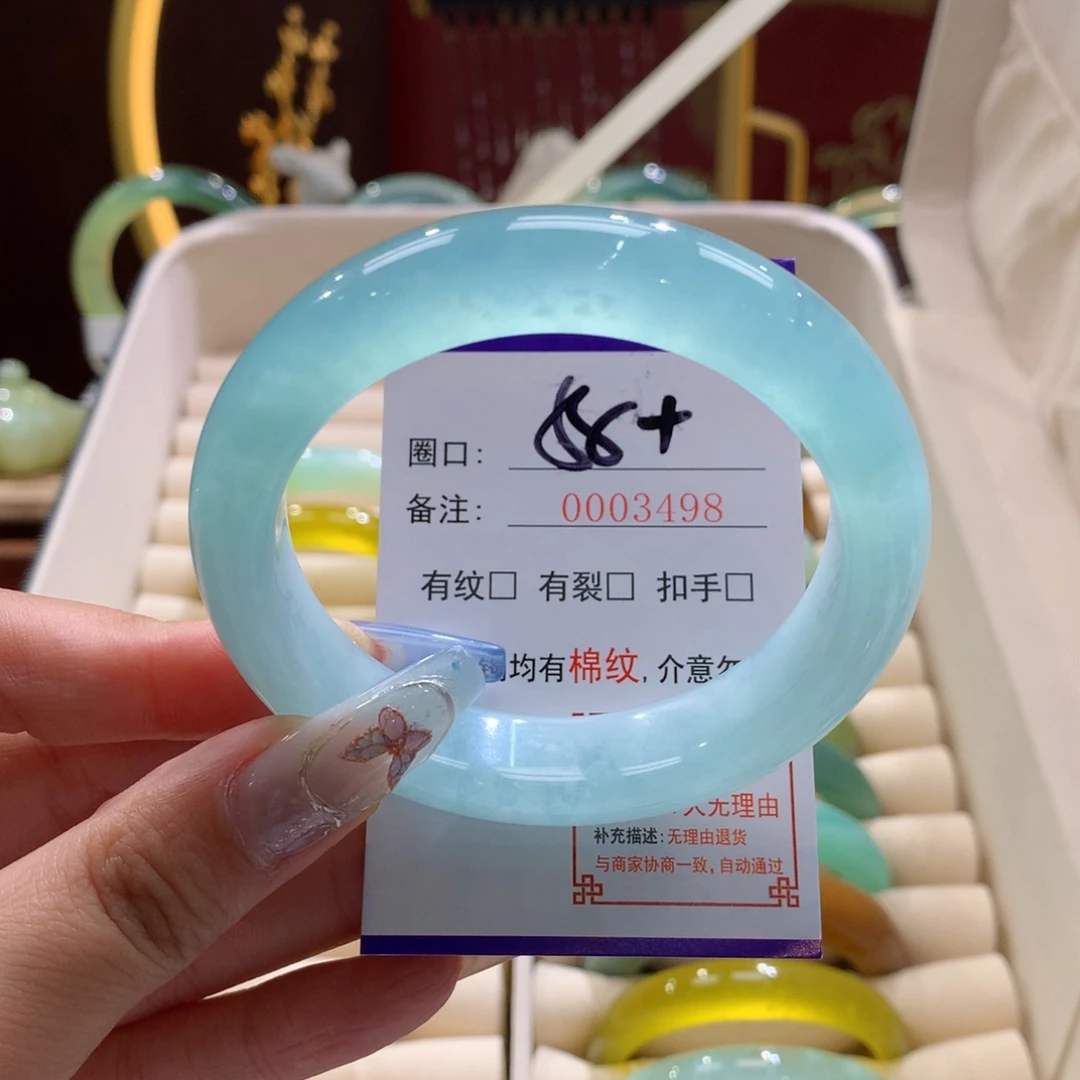 圈口: 56+
备注: 0003498
有纹□ 有裂□ 扣手□
均有棉纹, 介意
无理由
补充描述: 无理由退货
与商家协商一致, 自动通过